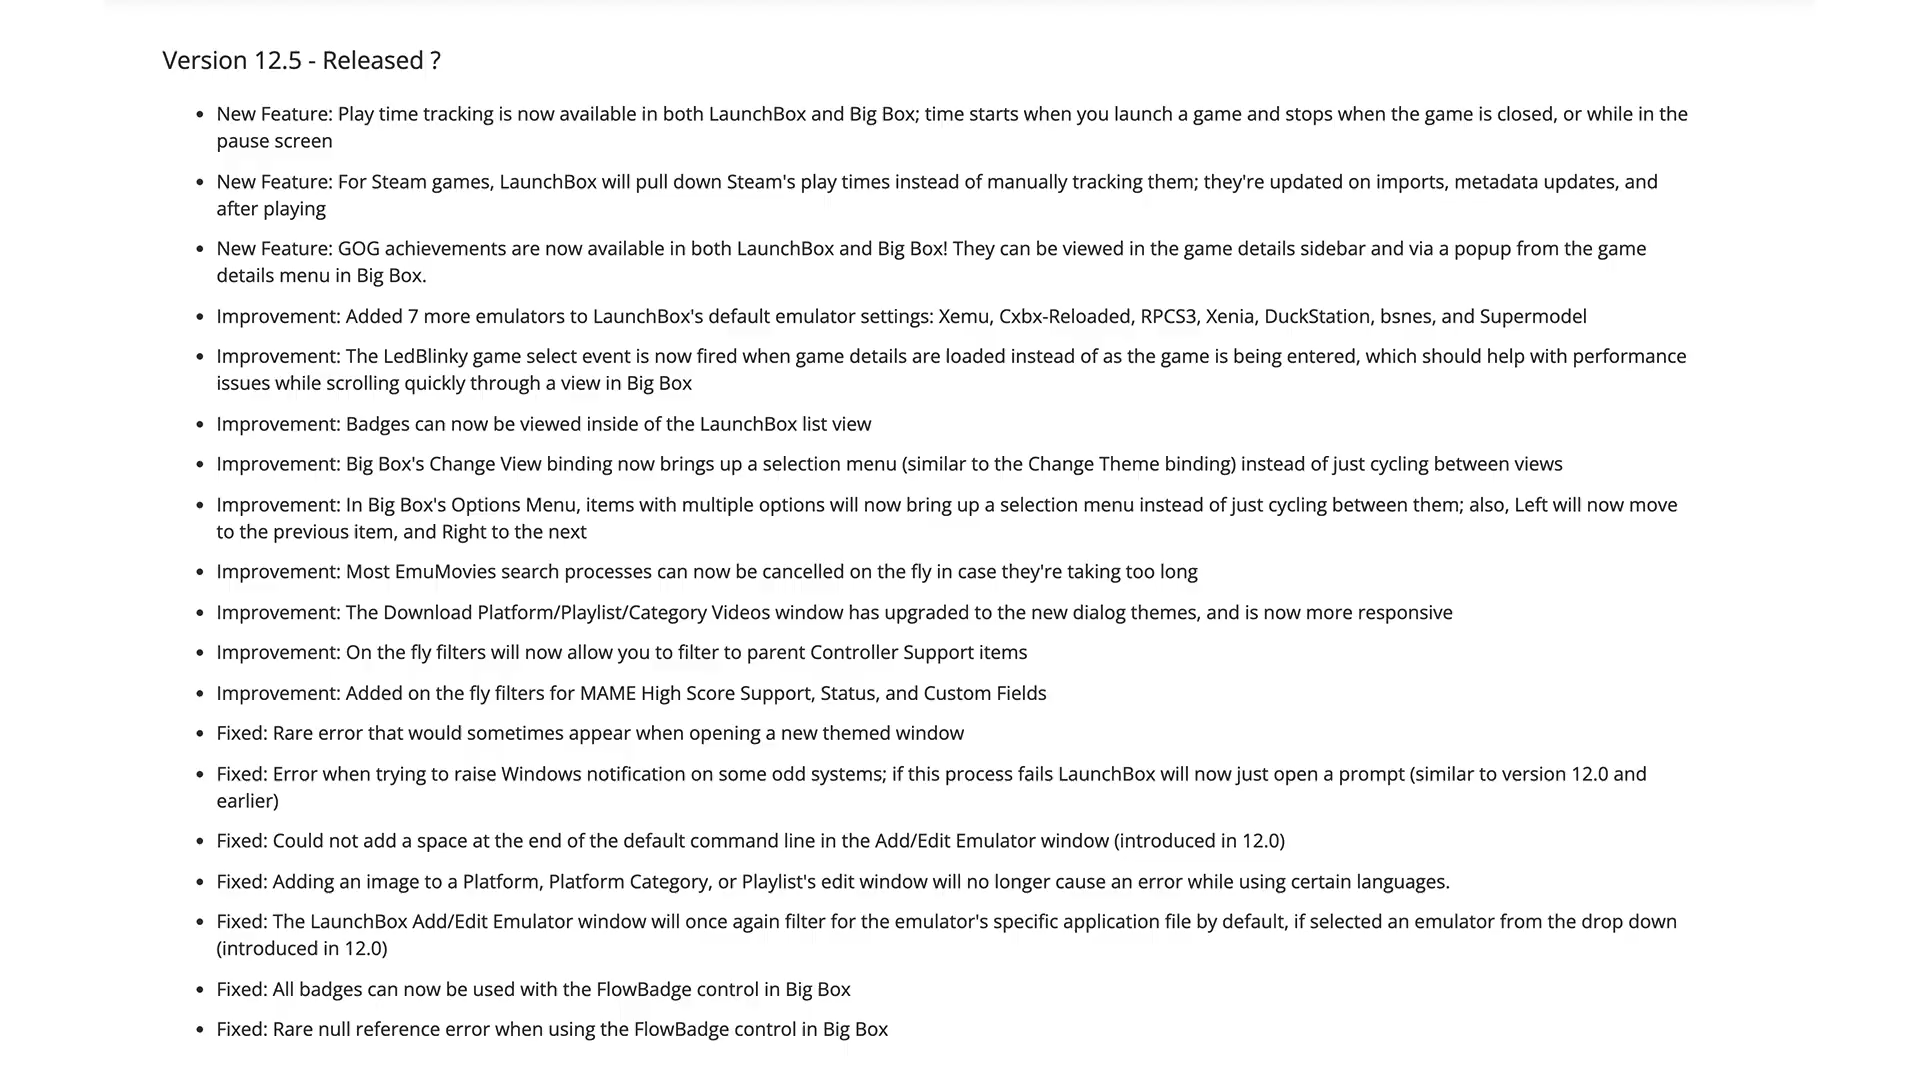 Version 12.5 - Released ?
• New Feature: Play time tracking is now available in both LaunchBox and Big Box; time starts when you launch a game and stops when the game is closed, or while in the
pause screen
• New Feature: For Steam games, LaunchBox will pull down Steam's play times instead of manually tracking them; they're updated on imports, metadata updates, and
after playing
• New Feature: GOG achievements are now available in both LaunchBox and Big Box! They can be viewed in the game details sidebar and via a popup from the game
details menu in Big Box.
• Improvement: Added 7 more emulators to LaunchBox's default emulator settings: Xemu, Cxbx-Reloaded, RPCS3, Xenia, DuckStation, bsnes, and Supermodel
• Improvement: The LedBlinky game select event is now fired when game details are loaded instead of as the game is being entered, which should help with performance
issues while scrolling quickly through a view in Big Box
• Improvement: Badges can now be viewed inside of the LaunchBox list view
• Improvement: Big Box's Change View binding now brings up a selection menu (similar to the Change Theme binding) instead of just cycling between views
• Improvement: In Big Box's Options Menu, items with multiple options will now bring up a selection menu instead of just cycling between them; also, Left will now move
to the previous item, and Right to the next
• Improvement: Most EmuMovies search processes can now be cancelled on the fly in case they're taking too long
• Improvement: The Download Platform/Playlist/Category Videos window has upgraded to the new dialog themes, and is now more responsive
• Improvement: On the fly filters will now allow you to filter to parent Controller Support items
• Improvement: Added on the fly filters for MAME High Score Support, Status, and Custom Fields
• Fixed: Rare error that would sometimes appear when opening a new themed window
• Fixed: Error when trying to raise Windows notification on some odd systems; if this process fails LaunchBox will now just open a prompt (similar to version 12.0 and
earlier)
• Fixed: Could not add a space at the end of the default command line in the Add/Edit Emulator window (introduced in 12.0)
• Fixed: Adding an image to a Platform, Platform Category, or Playlist's edit window will no longer cause an error while using certain languages.
• Fixed: The LaunchBox Add/Edit Emulator window will once again filter for the emulator's specific application file by default, if selected an emulator from the drop down
(introduced in 12.0)
• Fixed: All badges can now be used with the FlowBadge control in Big Box
• Fixed: Rare null reference error when using the FlowBadge control in Big Box